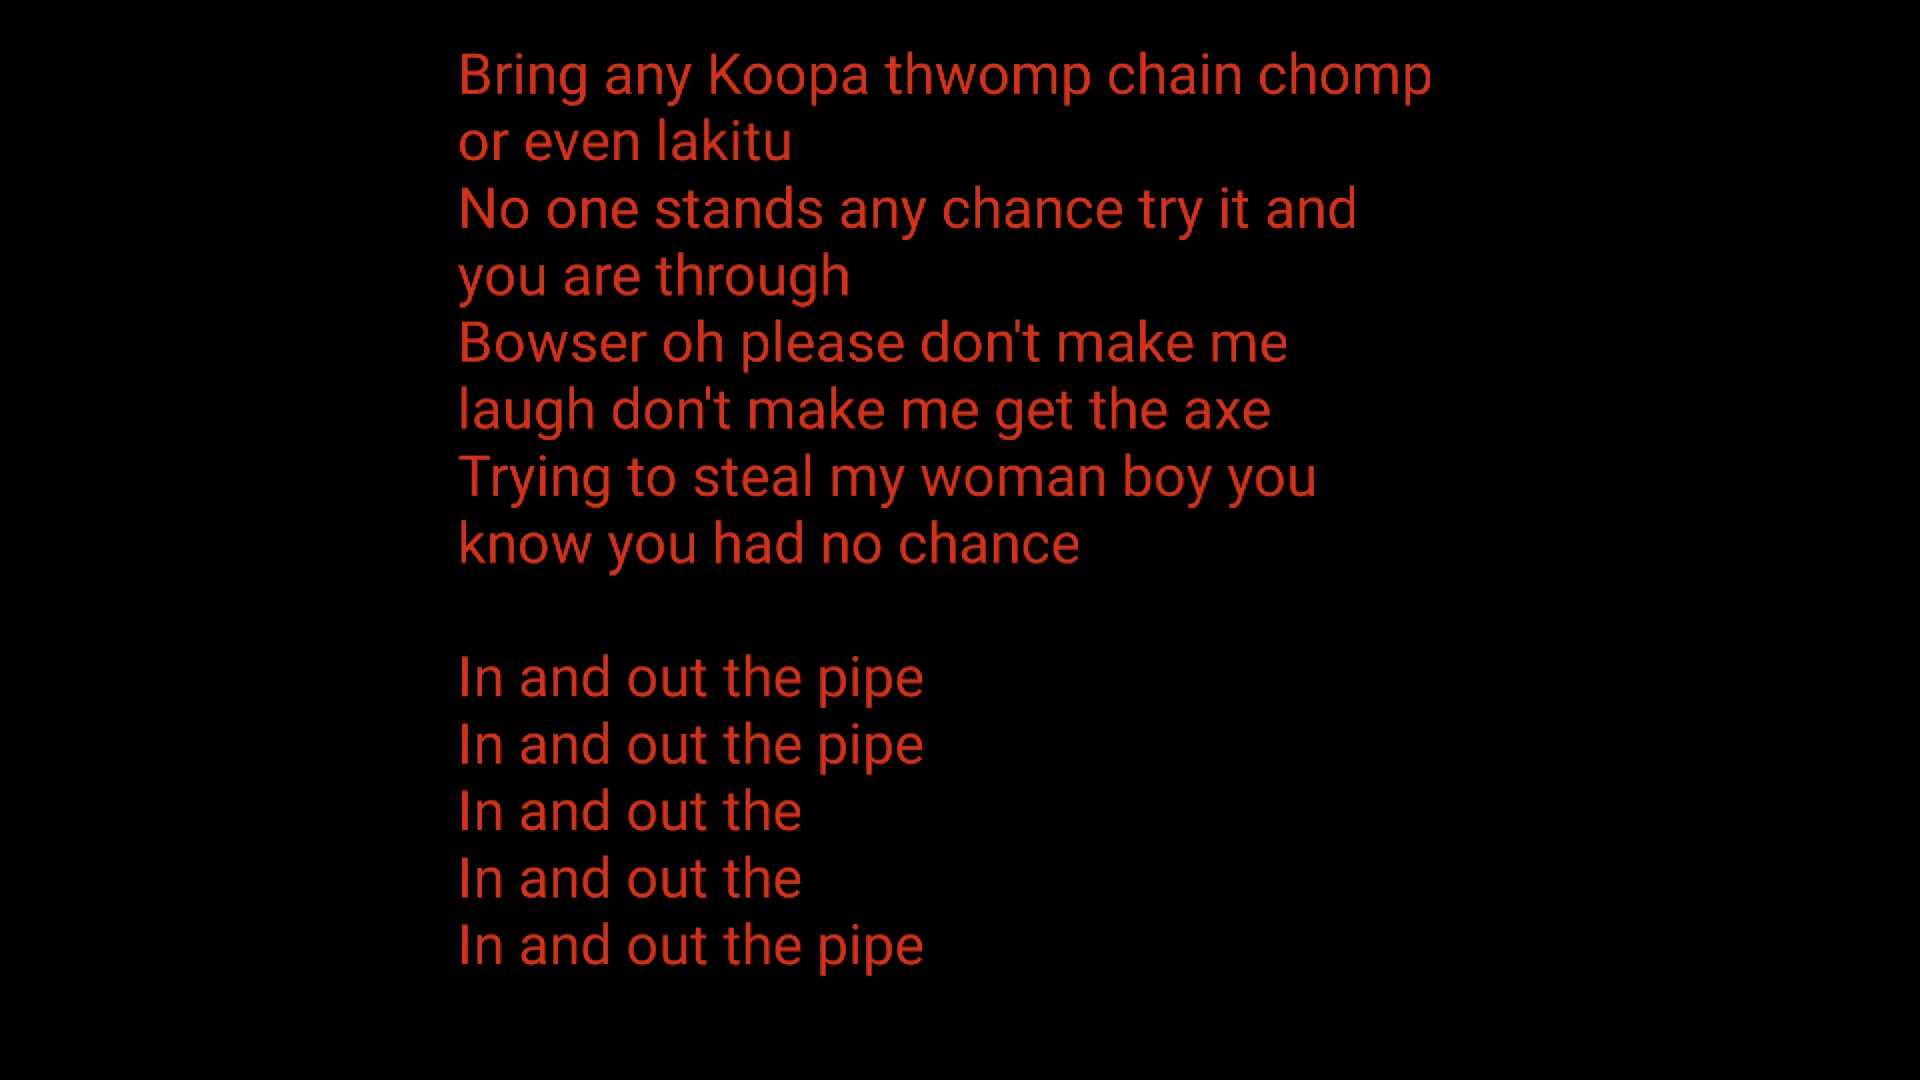 Bring any Koopa thwomp chain chomp
or even lakitu
No one stands any chance try it and
you are through
Bowser oh please don't make me
laugh don't make me get the axe
Trying to steal my woman boy you
know you had no chance

In and out the pipe
In and out the pipe
In and out the
In and out the
In and out the pipe